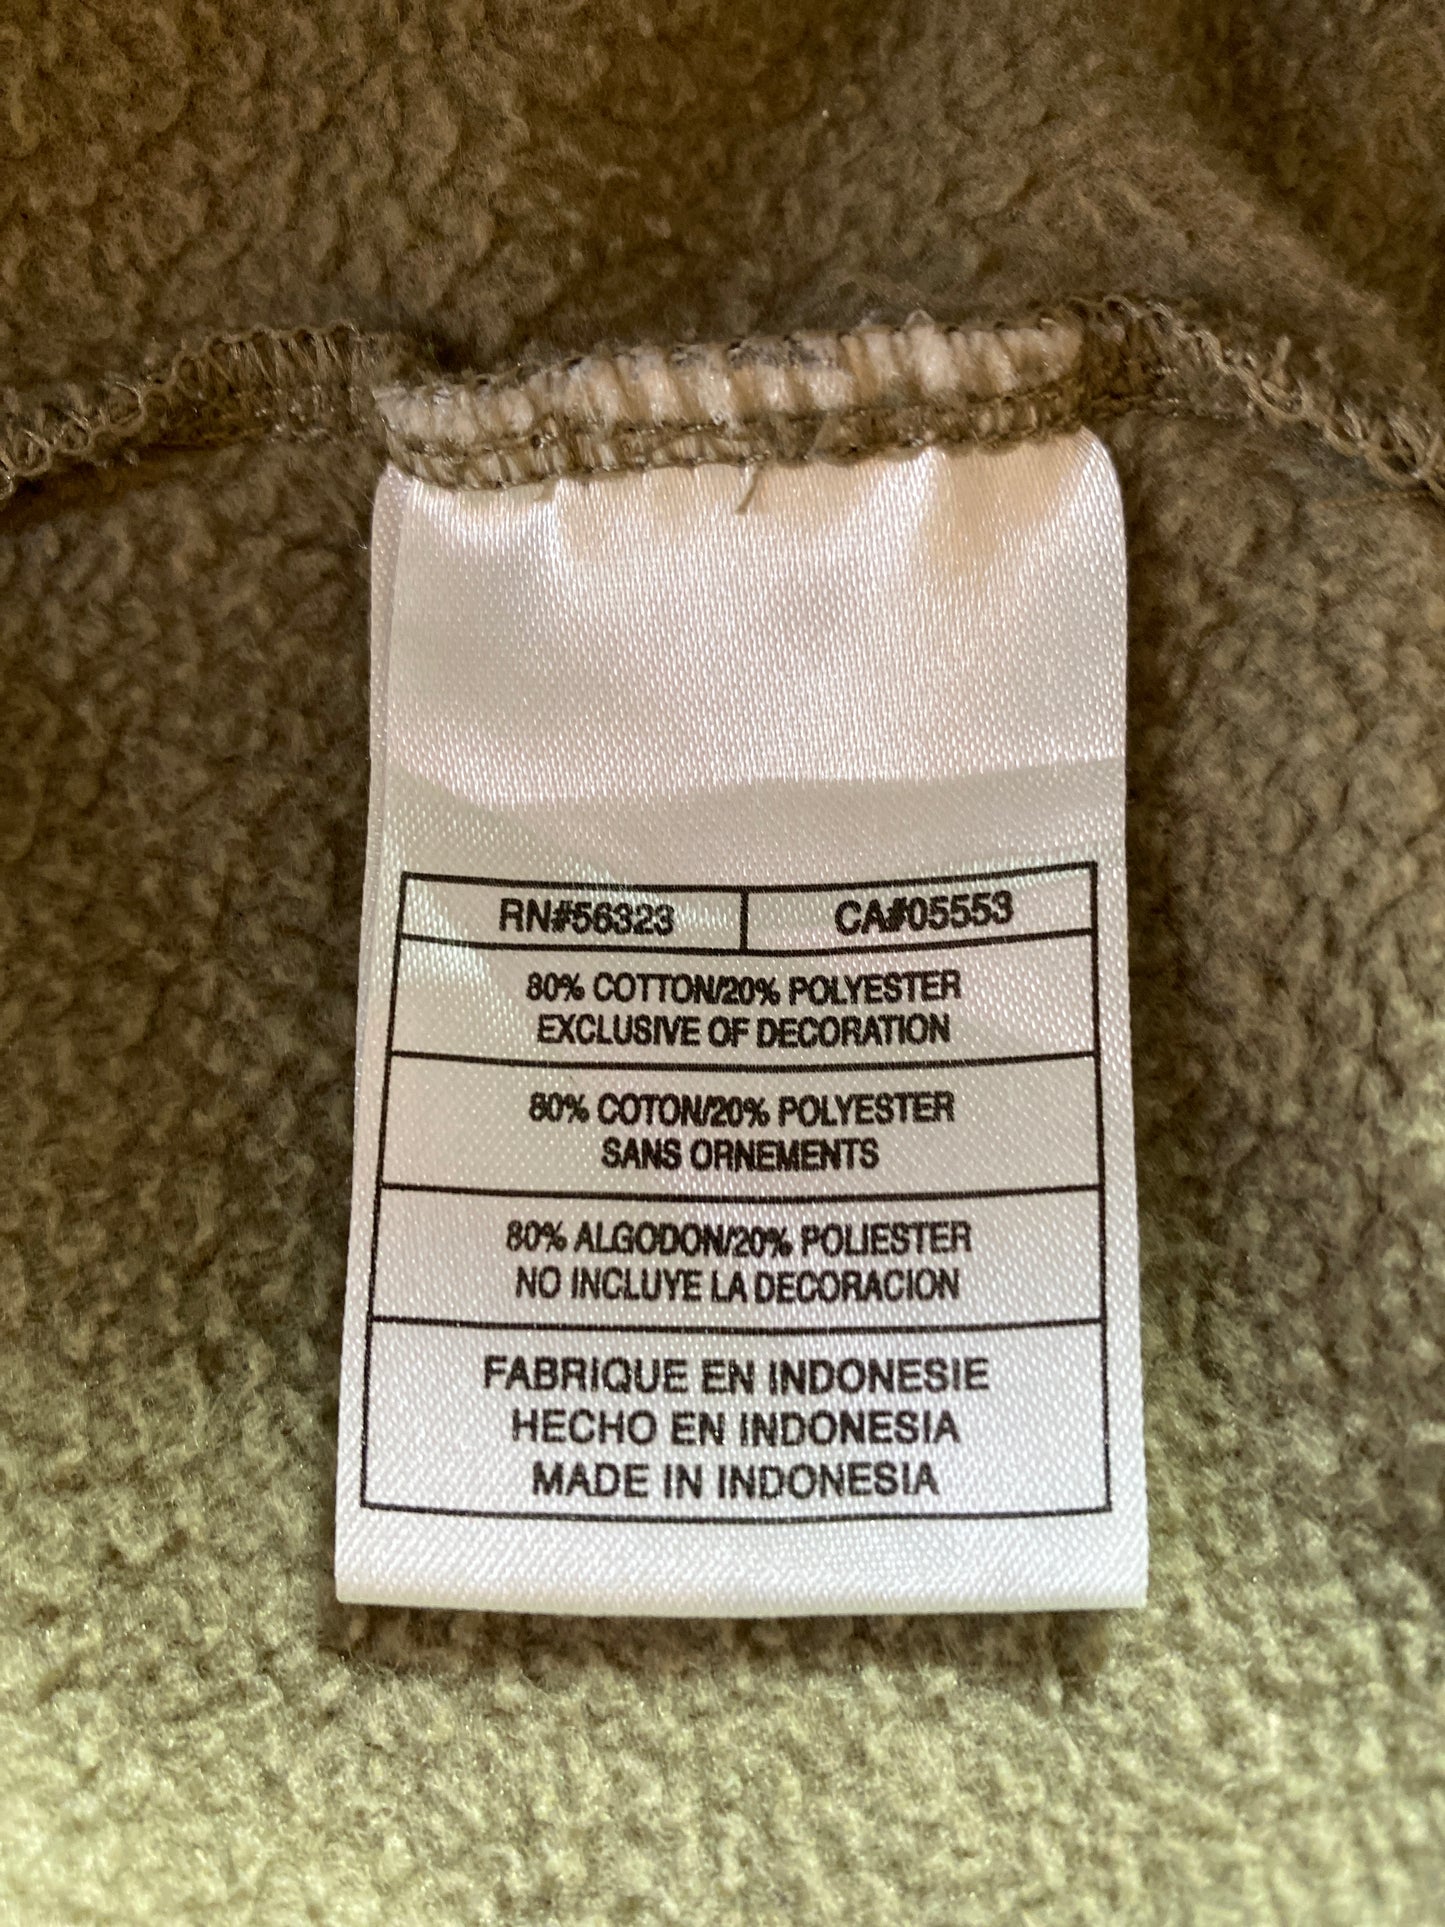 RN#56323 CA#05553
80% COTTON/20% POLYESTER
EXCLUSIVE OF DECORATION
80% COTON/20% POLYESTER
SANS ORNEMENTS
80% ALGODON/20% POLIESTER
NO INCLUYE LA DECORACION
FABRIQUE EN INDONESIE
HECHO EN INDONESIA
MADE IN INDONESIA